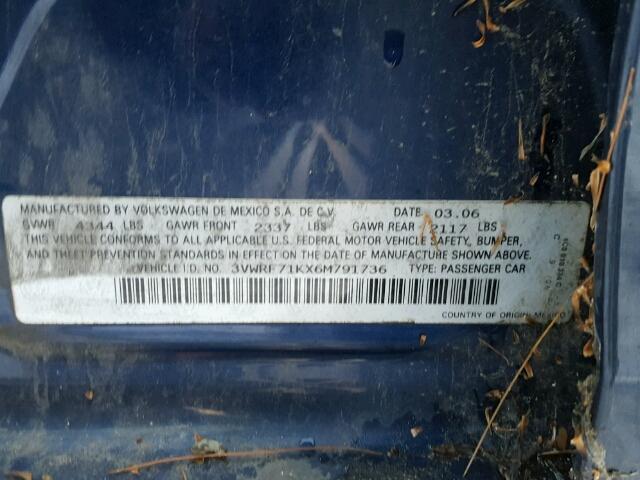 MANUFACTURED BY VOLKSWAGEN DE MEXICO S.A. DE C.V. DATE 03.06
GVWR 4344 LBS GAWR FRONT 2337 LBS GAWR REAR 2117 LBS
THIS VEHICLE CONFORMS TO ALL APPLICABLE U.S. FEDERAL MOTOR VEHICLE SAFETY, BUMPER,
AND THEFT PREVENTION STANDARDS IN EFFECT ON THE DATE OF MANUFACTURE SHOWN ABOVE.
VEHICLE I.D. NO. 3VWRF71KX6M791736 TYPE: PASSENGER CAR
COUNTRY OF ORIGIN: MEXICO